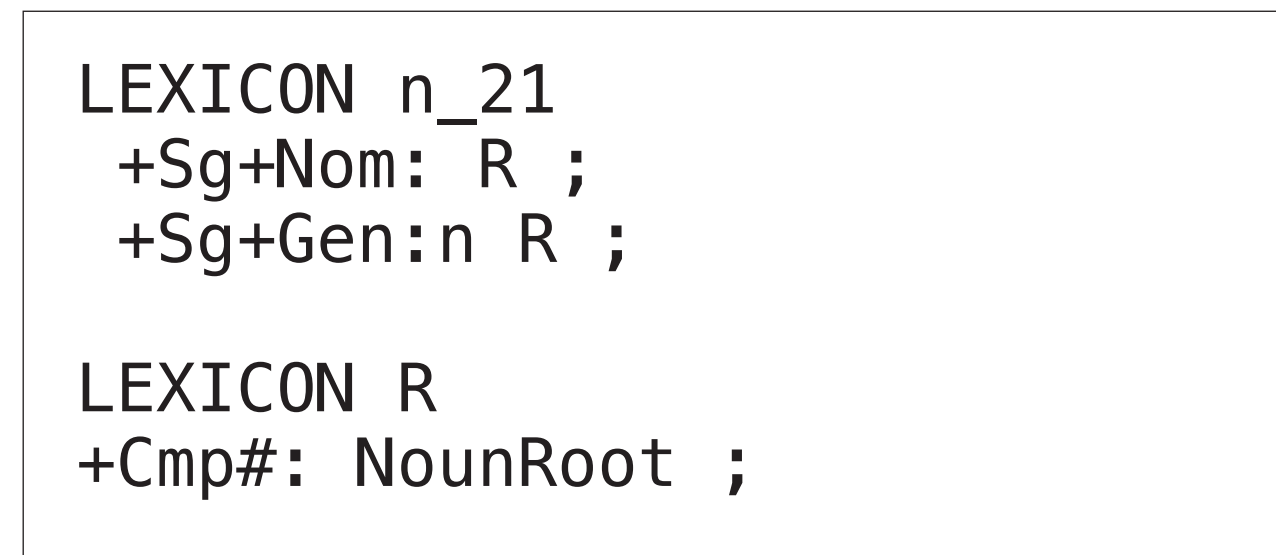 LEXICON n_21
+Sg+Nom: R ;
+Sg+Gen:n R ;
LEXICON R
+Cmp#: NounRoot ;